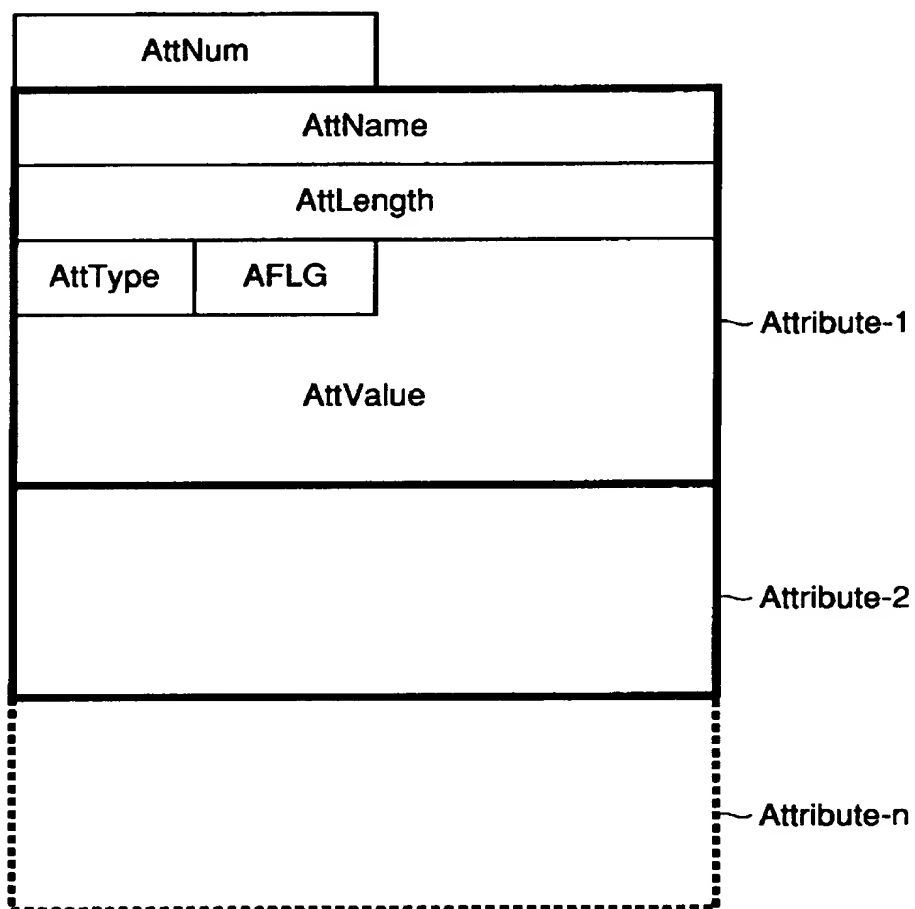 AttNum
AttName
AttLength
AttType AFLG
Attribute-1
AttValue
Attribute-2
Attribute-n